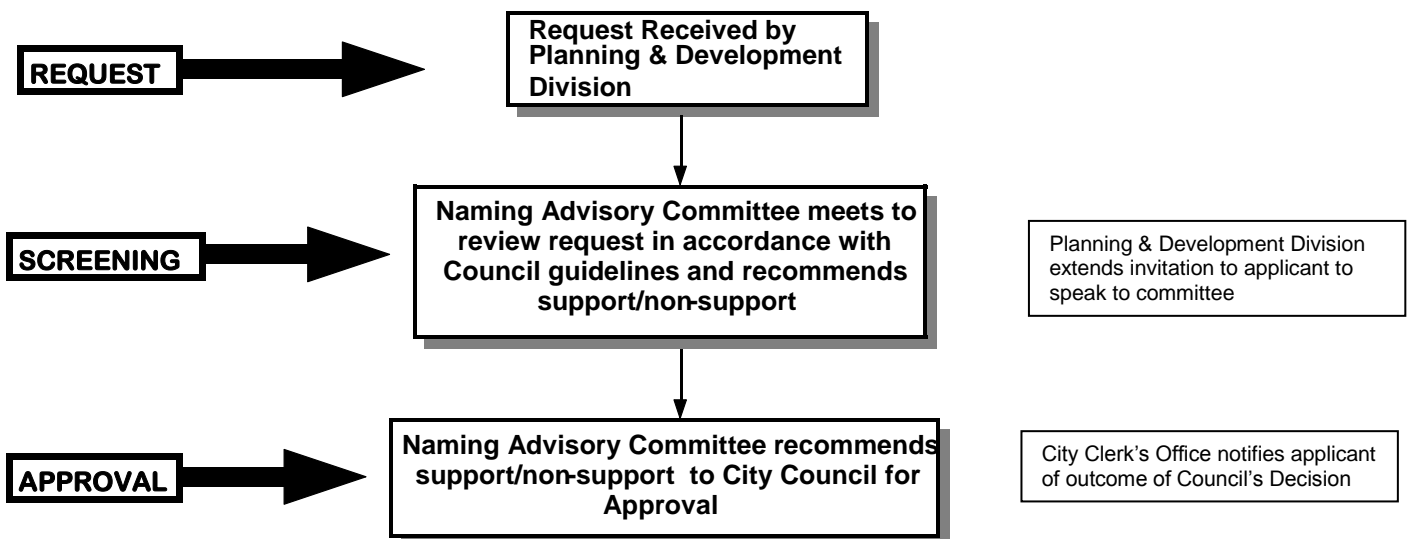 REQUEST
Request Received by
Planning & Development
Division
SCREENING
Naming Advisory Committee meets to
review request in accordance with
Council guidelines and recommends
support/non-support
Planning & Development Division
extends invitation to applicant to
speak to committee
APPROVAL
Naming Advisory Committee recommends
support/non-support to City Council for
Approval
City Clerk’s Office notifies applicant
of outcome of Council’s Decision